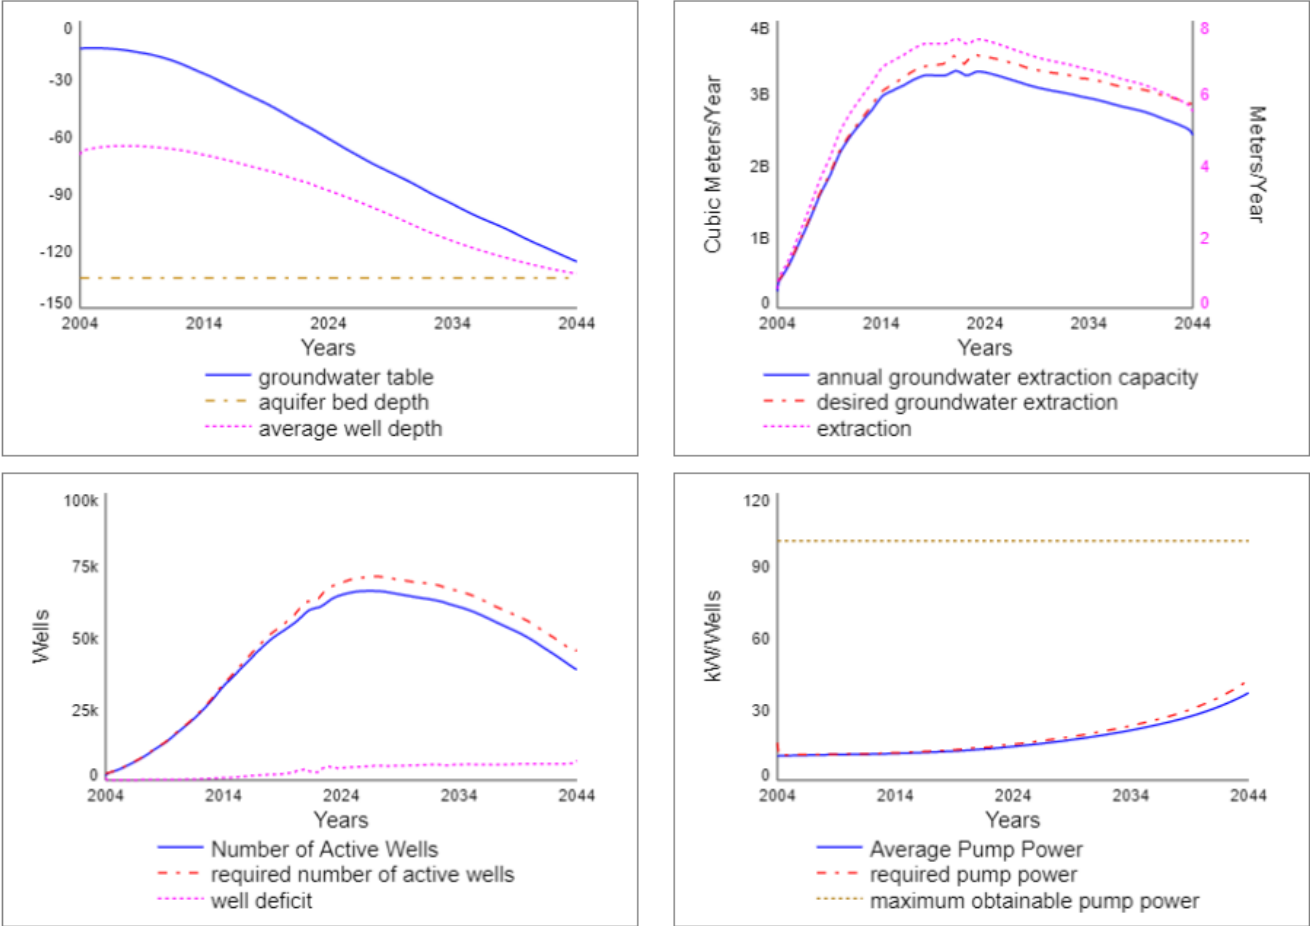 0
-30
-60
-90
-120
-150
2004 2014 2024 2034 2044
Years
groundwater table
aquifer bed depth
average well depth
4B
3B
2B
1B
0
Cubic Meters/Year
8
6
4
2
0
Meters/Year
2004 2014 2024 2034 2044
Years
annual groundwater extraction capacity
desired groundwater extraction
extraction
100k
75k
50k
25k
0
Wells
2004 2014 2024 2034 2044
Years
Number of Active Wells
required number of active wells
well deficit
120
90
60
30
0
kW/Wells
2004 2014 2024 2034 2044
Years
Average Pump Power
required pump power
maximum obtainable pump power